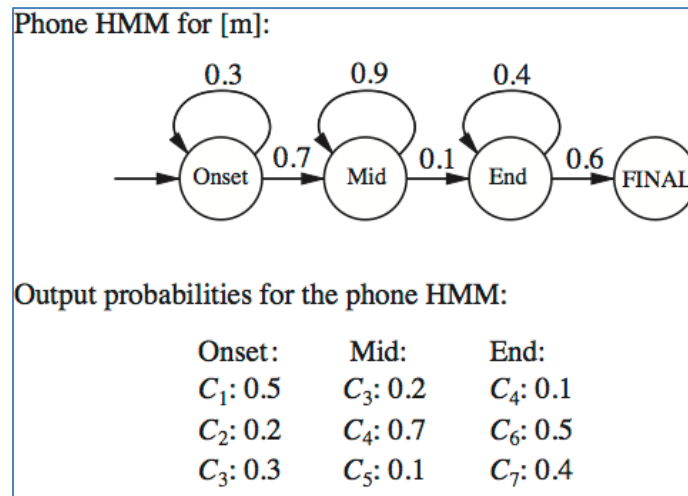 Phone HMM for [m]:
0.3 0.9 0.4
Onset 0.7 Mid 0.1 End 0.6 FINAL
Output probabilities for the phone HMM:
Onset: Mid: End:
C₁: 0.5 C₃: 0.2 C₄: 0.1
C₂: 0.2 C₄: 0.7 C₆: 0.5
C₃: 0.3 C₅: 0.1 C₇: 0.4